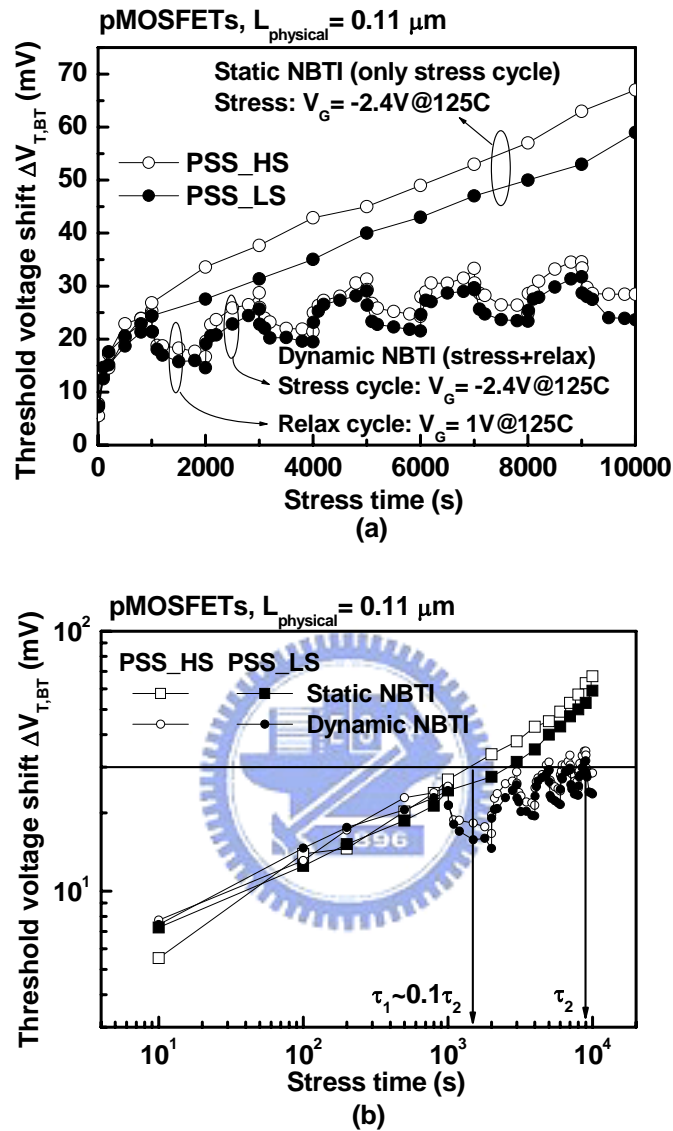 pMOSFETs, L_physical = 0.11 μm
Threshold voltage shift ΔV_T,BT (mV)
70
60
50
40
30
20
10
0
Static NBTI (only stress cycle)
Stress: V_G= -2.4V@125C
PSS_HS
PSS_LS
Dynamic NBTI (stress+relax)
Stress cycle: V_G= -2.4V@125C
Relax cycle: V_G= 1V@125C
0 2000 4000 6000 8000 10000
Stress time (s)
(a)
pMOSFETs, L_physical = 0.11 μm
Threshold voltage shift ΔV_T,BT (mV)
10^2
10^1
PSS_HS PSS_LS
Static NBTI
Dynamic NBTI
1896
τ_1~0.1τ_2
τ_2
10^1 10^2 10^3 10^4
Stress time (s)
(b)